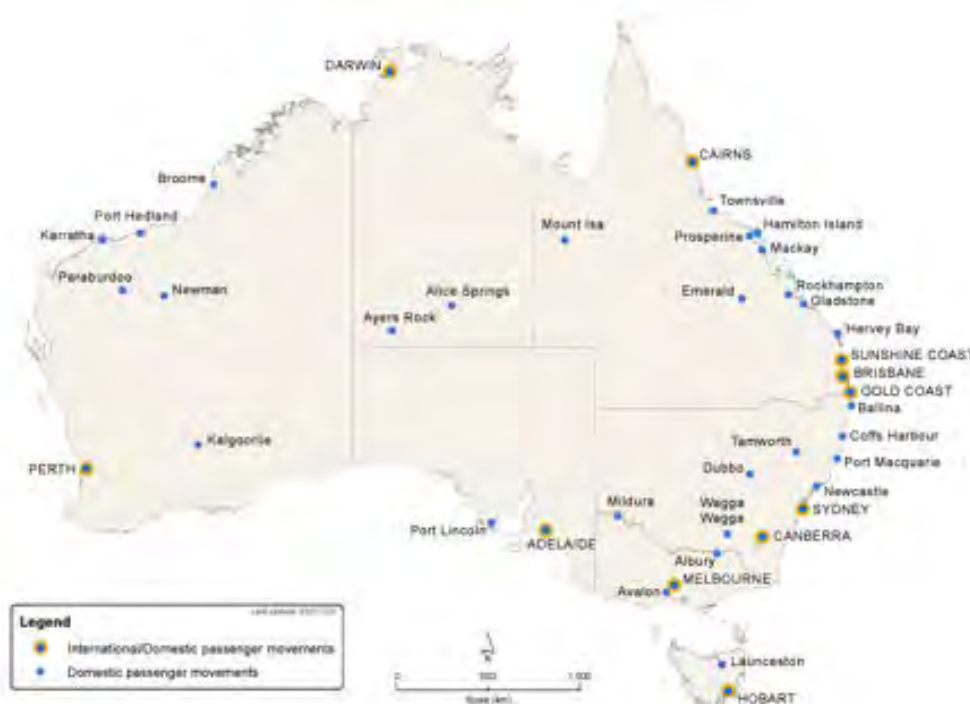 DARWIN
CAIRNS
Broome
Townsville
Port Hedland
Hamilton Island
Mount Isa
Karratha
Prosperine
Mackay
Paraburdoo
Newman
Alice Springs
Emerald
Rockhampton
Gladstone
Ayers Rock
Hervey Bay
SUNSHINE COAST
BRISBANE
GOLD COAST
Ballina
Kalgoorlie
Tamworth
Coffs Harbour
PERTH
Dubbo
Port Macquarie
Newcastle
Mildura
Wagga
Wagga
SYDNEY
Port Lincoln
ADELAIDE
CANBERRA
Albury
MELBOURNE
Avalon
Legend
International/Domestic passenger movements
Domestic passenger movements
Launceston
HOBART
0 500 1,000
Scale (km)